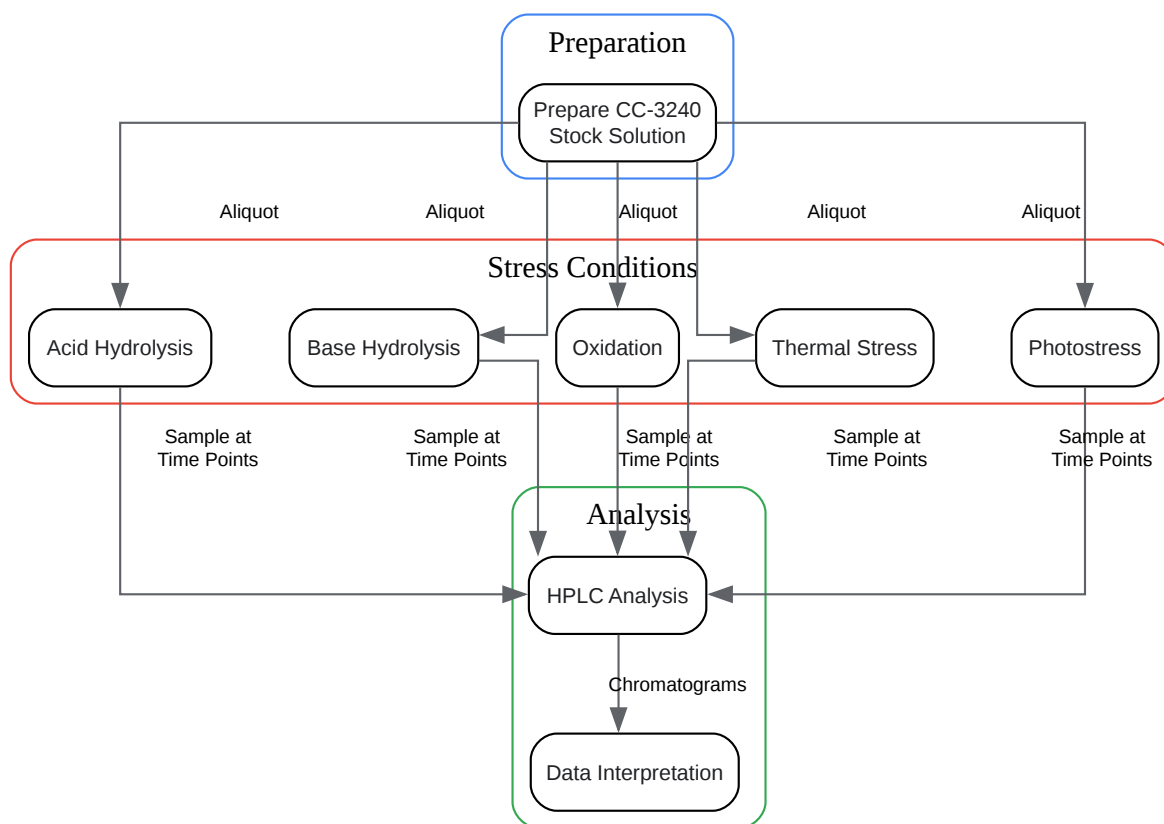 Preparation
Prepare CC-3240
Stock Solution
Aliquot
Aliquot
Aliquot
Aliquot
Aliquot
Stress Conditions
Acid Hydrolysis
Base Hydrolysis
Oxidation
Thermal Stress
Photostress
Sample at
Time Points
Sample at
Time Points
Sample at
Time Points
Sample at
Time Points
Sample at
Time Points
Analysis
HPLC Analysis
Chromatograms
Data Interpretation